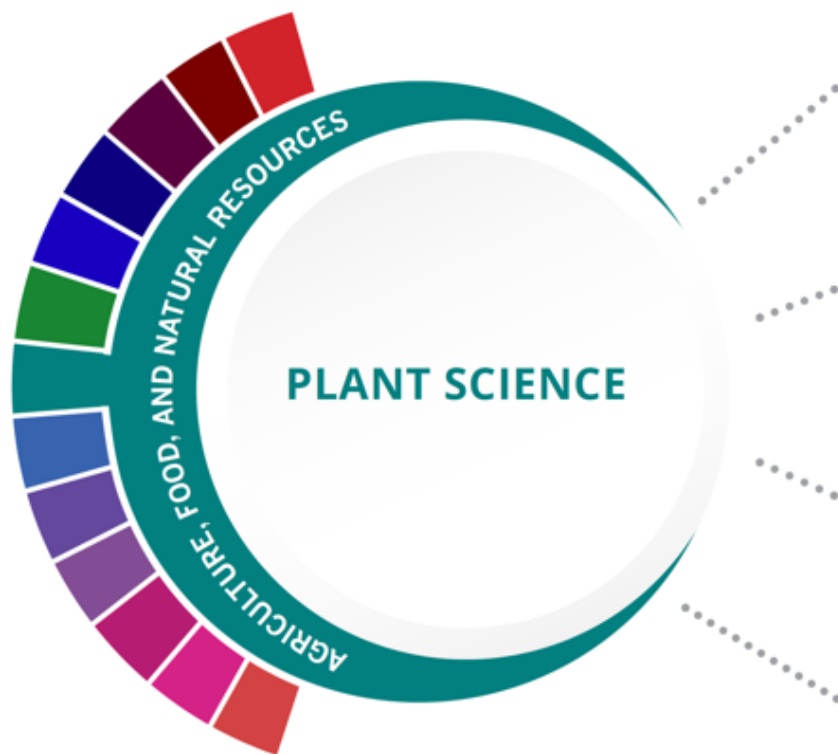 AGRICULTURE, FOOD, AND NATURAL RESOURCES
PLANT SCIENCE